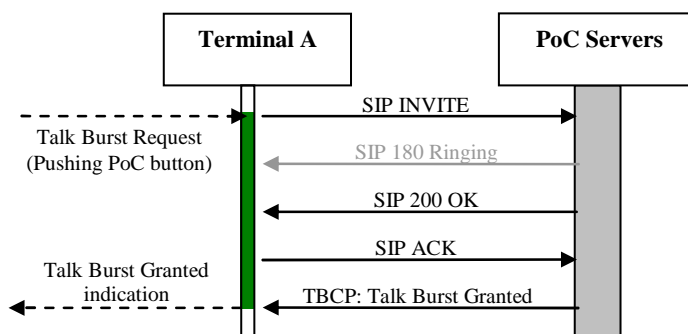 Terminal A
PoC Servers
SIP INVITE
Talk Burst Request
(Pushing PoC button)
SIP 180 Ringing
SIP 200 OK
SIP ACK
Talk Burst Granted
indication
TBCP: Talk Burst Granted